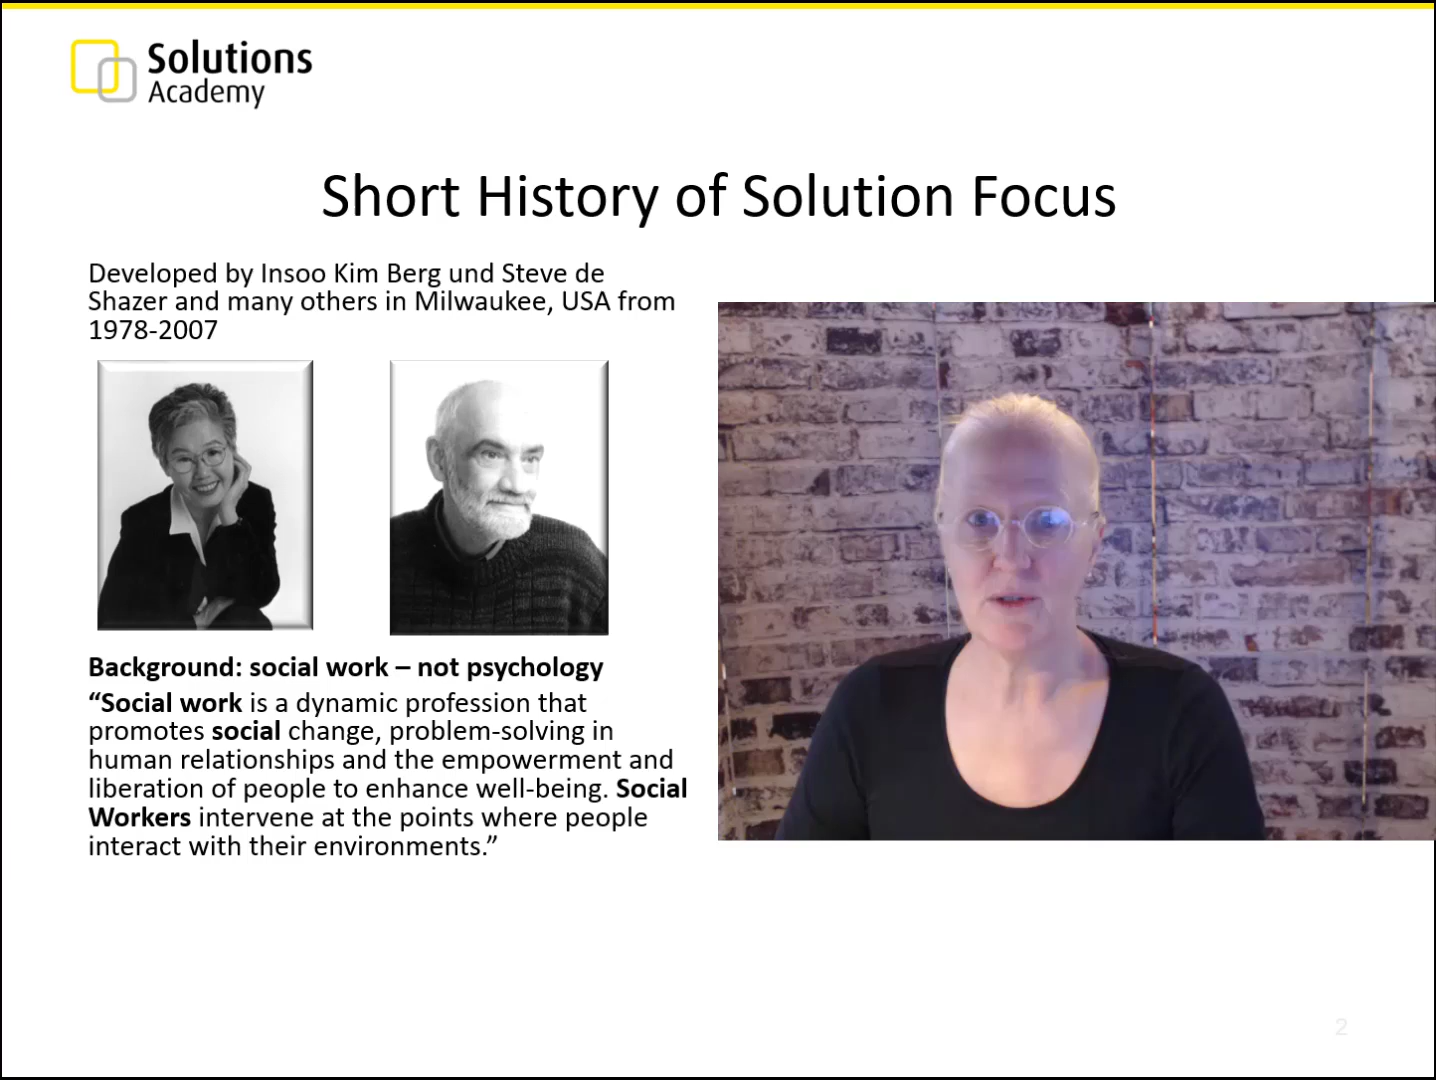 Solutions
Academy
Short History of Solution Focus
Developed by Insoo Kim Berg und Steve de
Shazer and many others in Milwaukee, USA from
1978-2007
Background: social work – not psychology
“Social work is a dynamic profession that
promotes social change, problem-solving in
human relationships and the empowerment and
liberation of people to enhance well-being. Social
Workers intervene at the points where people
interact with their environments.”
2